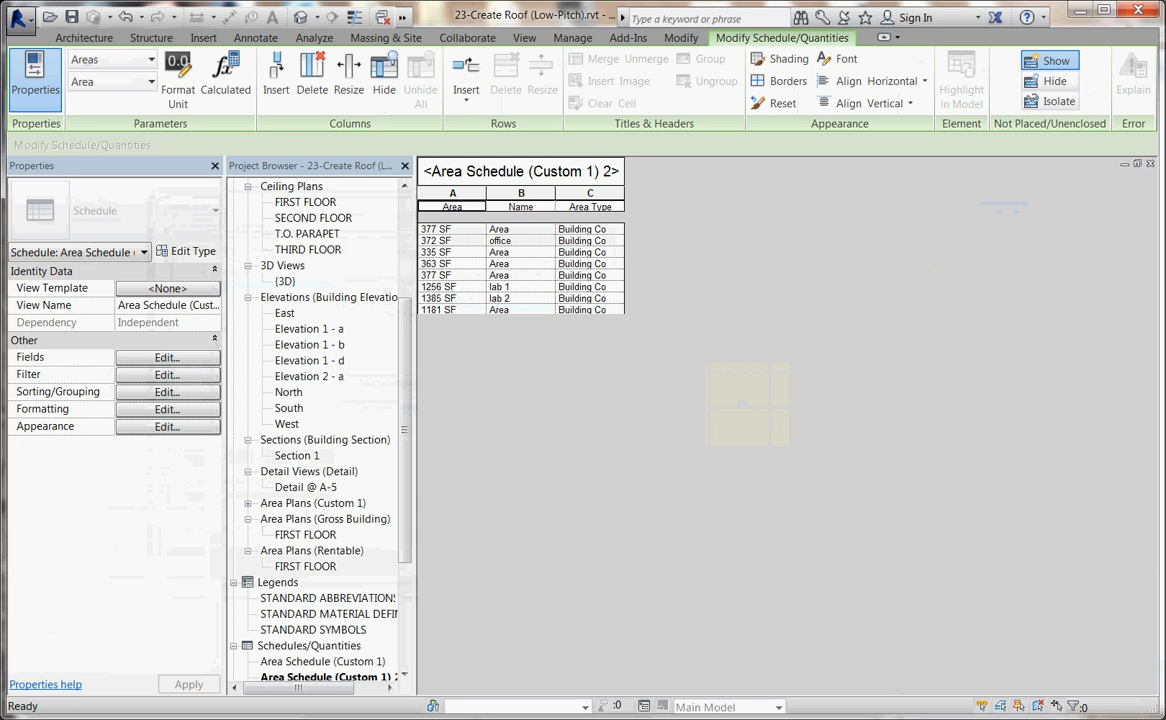 23-Create Roof (Low-Pitch).rvt - ...
Type a keyword or phrase
Sign In
Architecture Structure Insert Annotate Analyze Massing & Site Collaborate View Manage Add-Ins Modify Modify Schedule/Quantities
Properties
Areas
Area
Format
Unit
Calculated
Insert
Delete
Resize
Hide
Unhide
All
Insert
Delete
Resize
Merge Unmerge
Insert Image
Clear Cell
Group
Ungroup
Shading
Borders
Reset
Font
Align Horizontal
Align Vertical
Highlight
in Model
Show
Hide
Isolate
Explain
Properties Parameters Columns Rows Titles & Headers Appearance Element Not Placed/Unenclosed Error
Modify Schedule/Quantities
Properties
Schedule
Schedule: Area Schedule (
Edit Type
Identity Data
View Template <None>
View Name Area Schedule (Cust...
Dependency Independent
Other
Fields Edit...
Filter Edit...
Sorting/Grouping Edit...
Formatting Edit...
Appearance Edit...
Properties help
Apply
Project Browser - 23-Create Roof (L...
Ceiling Plans
FIRST FLOOR
SECOND FLOOR
T.O. PARAPET
THIRD FLOOR
3D Views
{3D}
Elevations (Building Elevatio
East
Elevation 1 - a
Elevation 1 - b
Elevation 1 - d
Elevation 2 - a
North
South
West
Sections (Building Section)
Section 1
Detail Views (Detail)
Detail @ A-5
Area Plans (Custom 1)
Area Plans (Gross Building)
FIRST FLOOR
Area Plans (Rentable)
FIRST FLOOR
Legends
STANDARD ABBREVIATIONS
STANDARD MATERIAL DEFI
STANDARD SYMBOLS
Schedules/Quantities
Area Schedule (Custom 1)
Area Schedule (Custom 1) 2
<Area Schedule (Custom 1) 2>
A B C
Area Name Area Type
377 SF Area Building Co
372 SF office Building Co
335 SF Area Building Co
363 SF Area Building Co
377 SF Area Building Co
1256 SF lab 1 Building Co
1385 SF lab 2 Building Co
1181 SF Area Building Co
Ready
:0
Main Model
:0